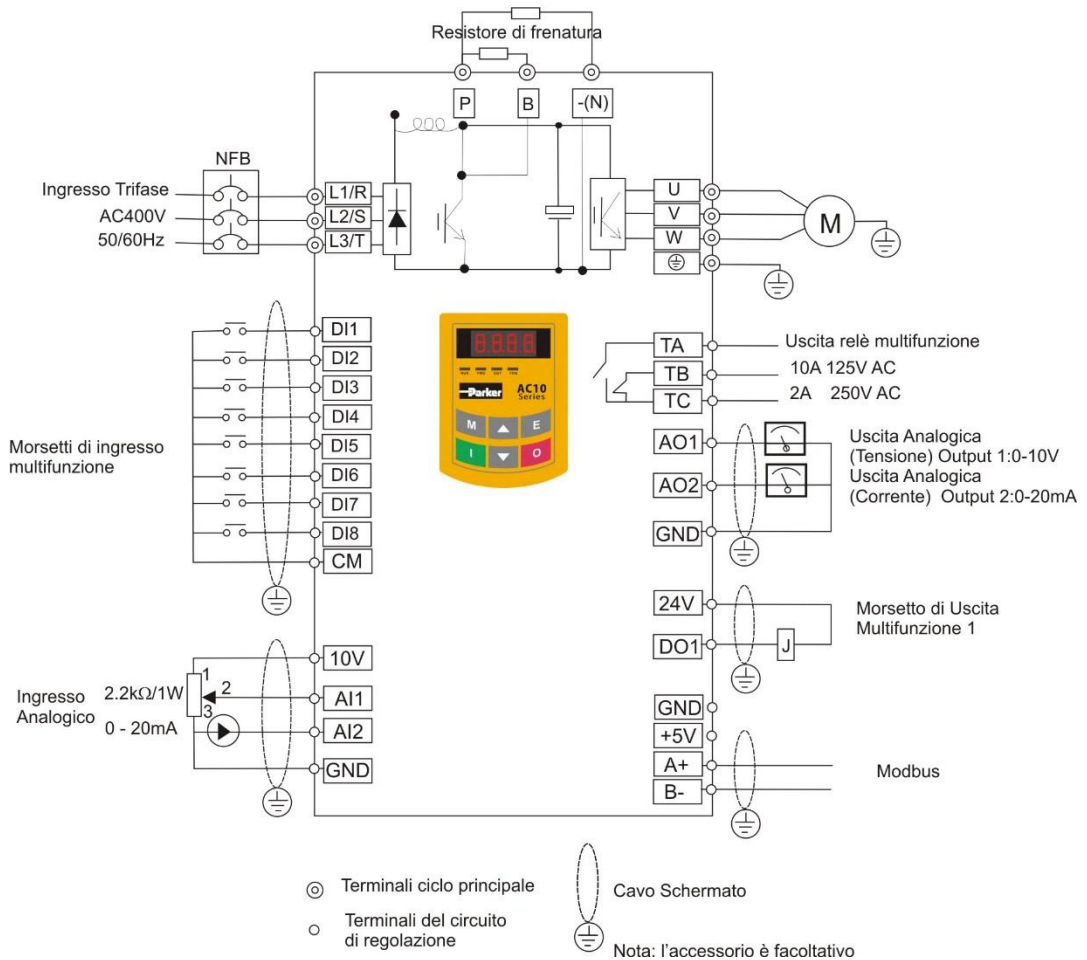 Resistore di frenatura
P
B
-(N)
NFB
Ingresso Trifase
AC400V
50/60Hz
L1/R
L2/S
L3/T
U
V
W
M
DI1
DI2
DI3
DI4
DI5
DI6
DI7
DI8
CM
Morsetti di ingresso
multifunzione
8.8.8.8
RUN FWD DGT FRQ
Parker
AC10
Series
M
E
I
O
TA
TB
TC
Uscita relè multifunzione
10A 125V AC
2A 250V AC
AO1
AO2
GND
Uscita Analogica
(Tensione) Output 1:0-10V
Uscita Analogica
(Corrente) Output 2:0-20mA
24V
DO1
J
Morsetto di Uscita
Multifunzione 1
10V
AI1
AI2
GND
Ingresso
Analogico
2.2kΩ/1W
0 - 20mA
1
2
3
GND
+5V
A+
B-
Modbus
Terminali ciclo principale
Terminali del circuito
di regolazione
Cavo Schermato
Nota: l'accessorio è facoltativo